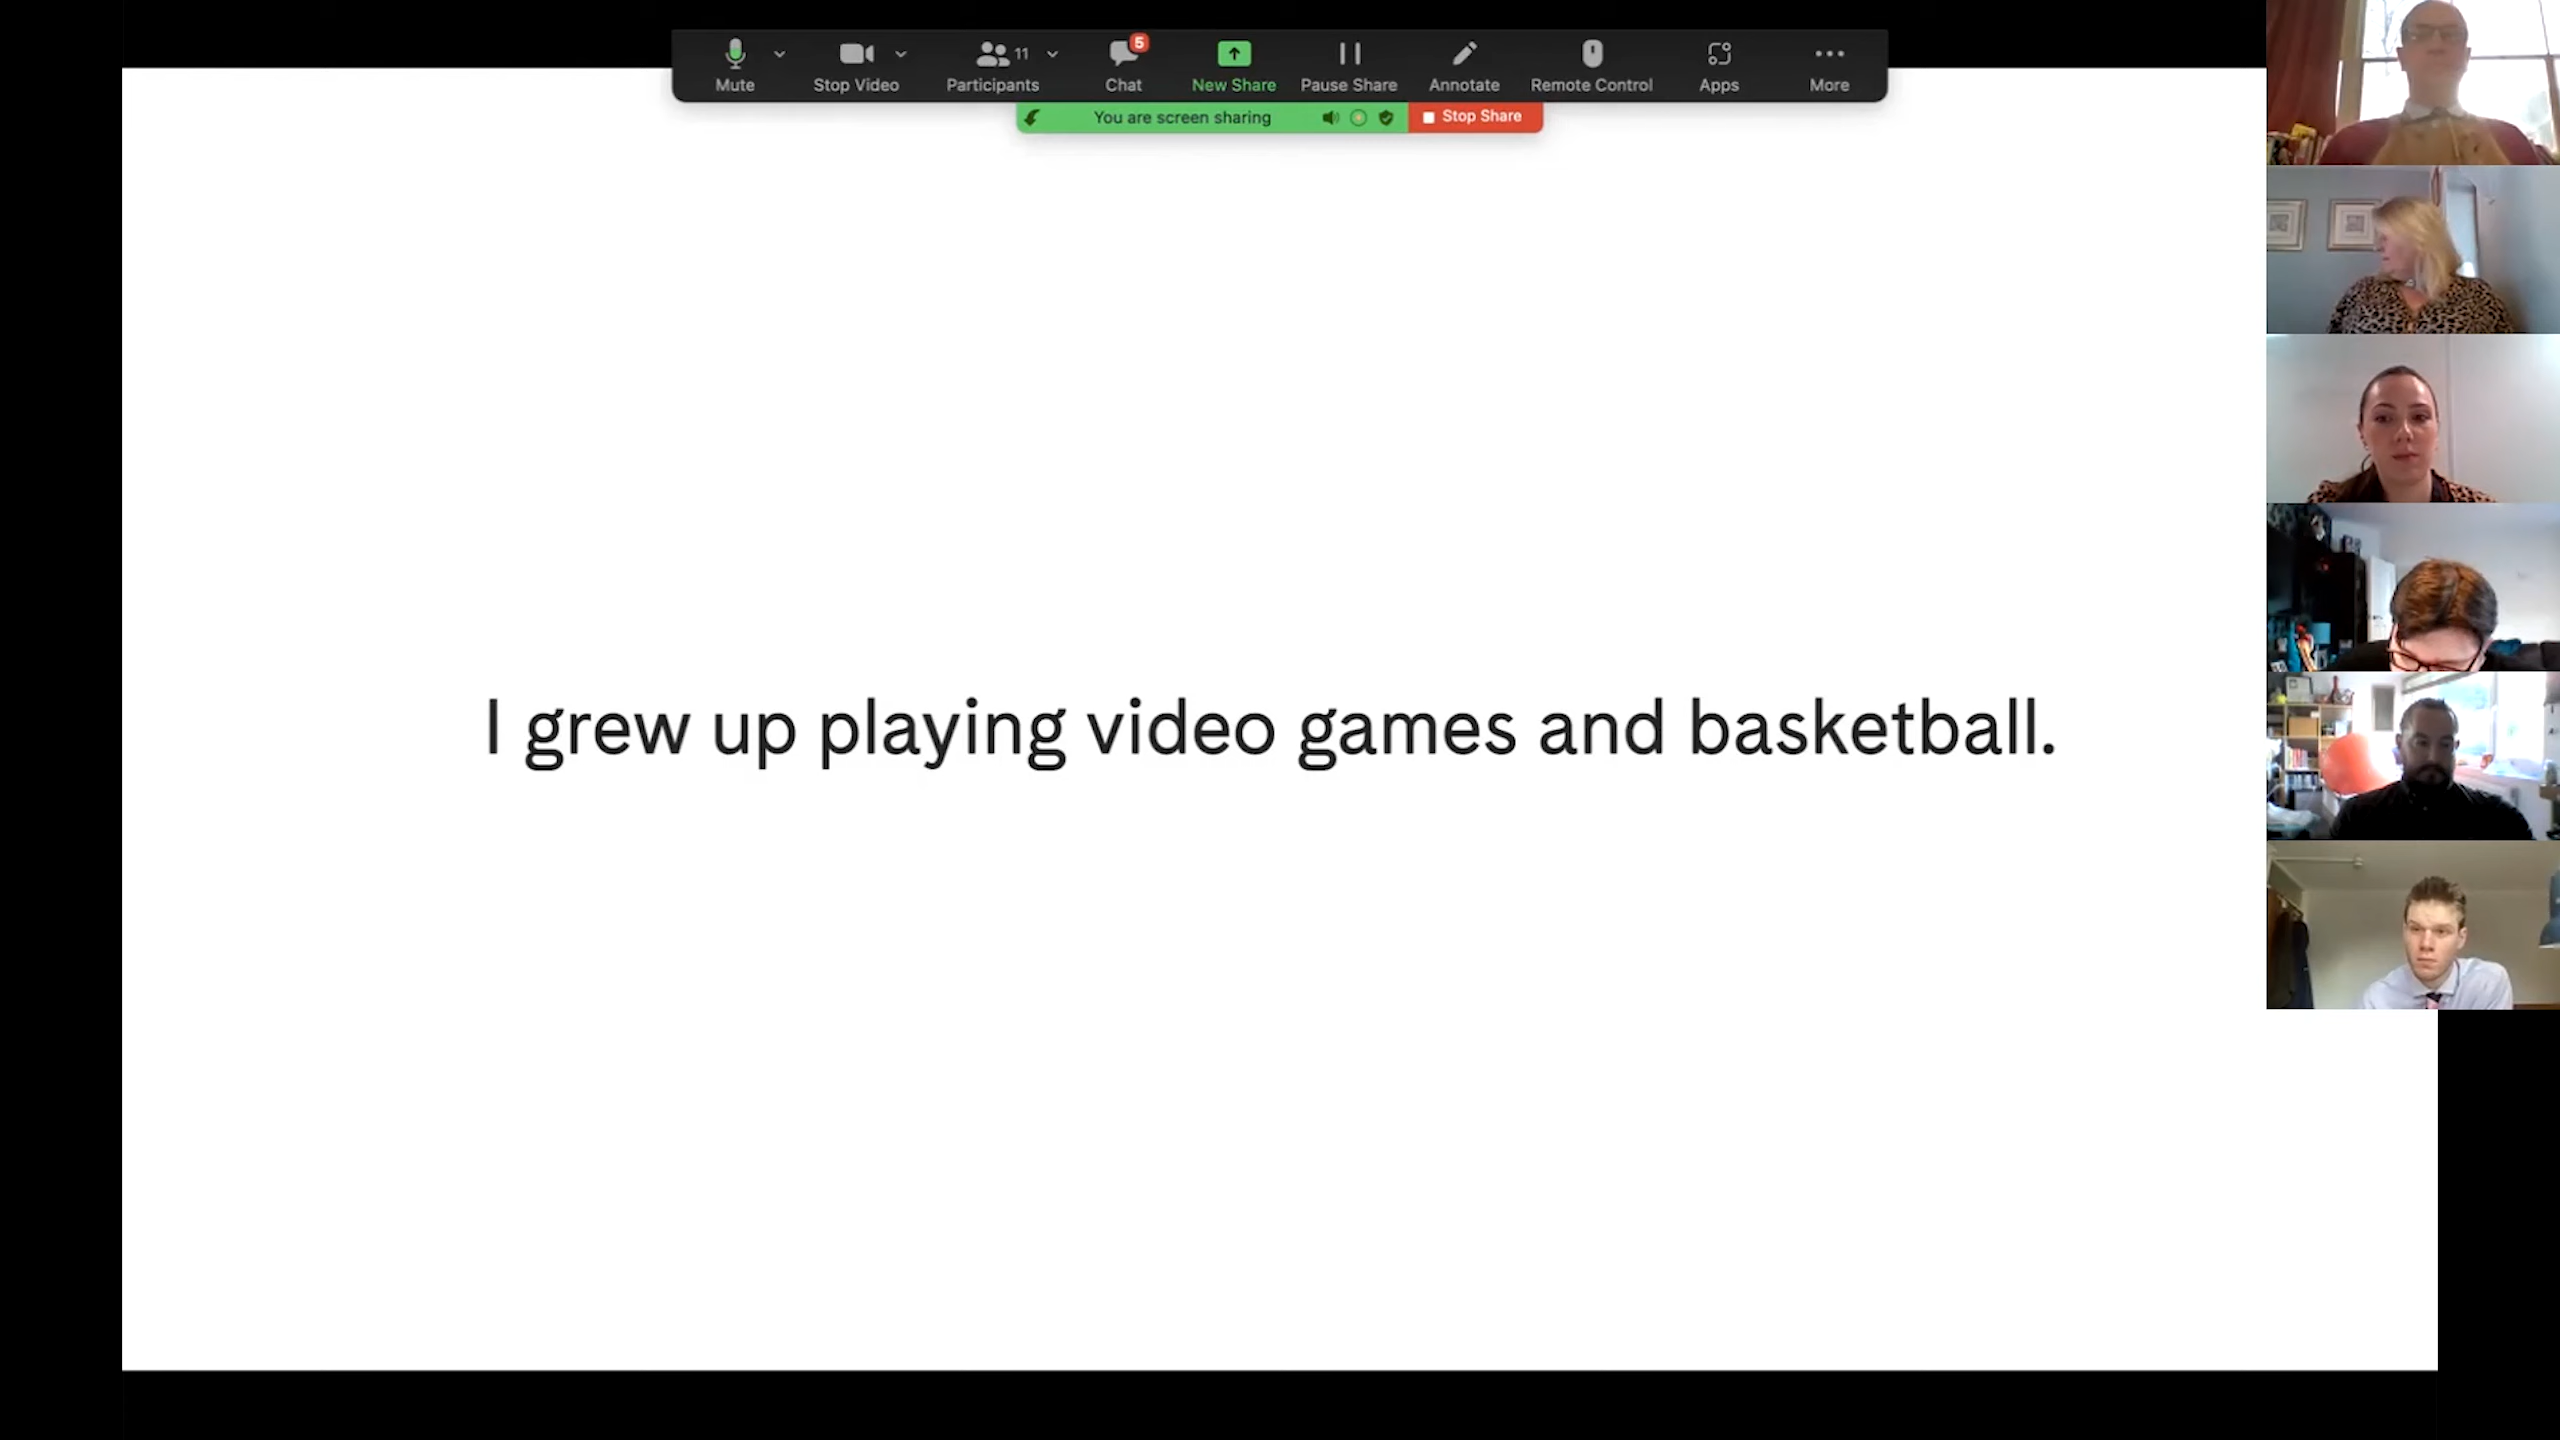 11
5
Mute
Stop Video
Participants
Chat
New Share
Pause Share
Annotate
Remote Control
Apps
More
You are screen sharing
Stop Share
I grew up playing video games and basketball.